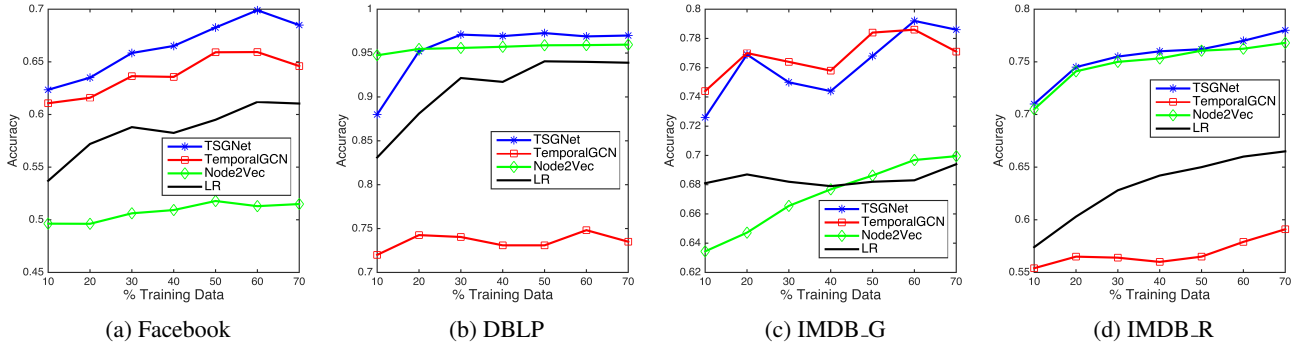 0.7
0.65
0.6
0.55
0.5
0.45
Accuracy
10 20 30 40 50 60 70
% Training Data
TSGNet
TemporalGCN
Node2Vec
LR
(a) Facebook
1
0.95
0.9
0.85
0.8
0.75
0.7
Accuracy
10 20 30 40 50 60 70
% Training Data
TSGNet
TemporalGCN
Node2Vec
LR
(b) DBLP
0.8
0.78
0.76
0.74
0.72
0.7
0.68
0.66
0.64
0.62
Accuracy
10 20 30 40 50 60 70
% Training Data
TSGNet
TemporalGCN
Node2Vec
LR
(c) IMDB_G
0.8
0.75
0.7
0.65
0.6
0.55
Accuracy
10 20 30 40 50 60 70
% Training Data
TSGNet
TemporalGCN
Node2Vec
LR
(d) IMDB_R